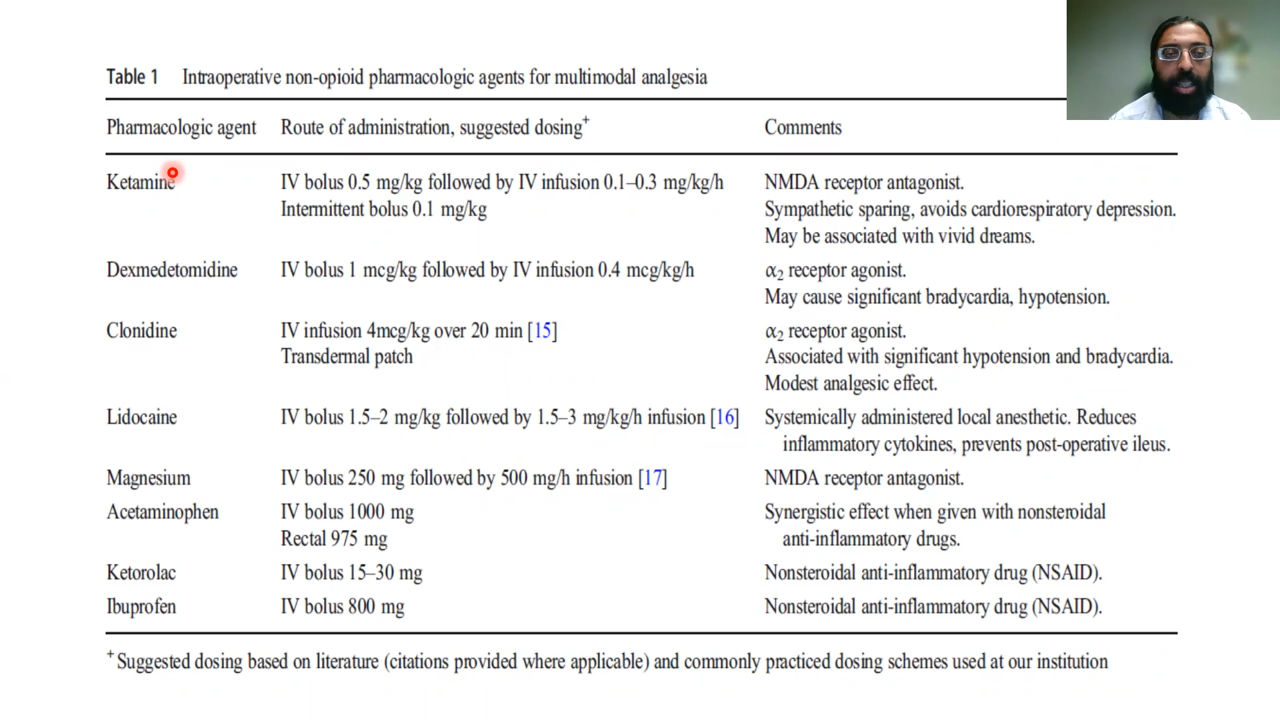 Table 1 Intraoperative non-opioid pharmacologic agents for multimodal analgesia
Pharmacologic agent Route of administration, suggested dosing+ Comments
Ketamine IV bolus 0.5 mg/kg followed by IV infusion 0.1–0.3 mg/kg/h NMDA receptor antagonist.
Intermittent bolus 0.1 mg/kg Sympathetic sparing, avoids cardiorespiratory depression.
May be associated with vivid dreams.
Dexmedetomidine IV bolus 1 mcg/kg followed by IV infusion 0.4 mcg/kg/h α2 receptor agonist.
May cause significant bradycardia, hypotension.
Clonidine IV infusion 4mcg/kg over 20 min [15] α2 receptor agonist.
Transdermal patch Associated with significant hypotension and bradycardia.
Modest analgesic effect.
Lidocaine IV bolus 1.5–2 mg/kg followed by 1.5–3 mg/kg/h infusion [16] Systemically administered local anesthetic. Reduces
inflammatory cytokines, prevents post-operative ileus.
Magnesium IV bolus 250 mg followed by 500 mg/h infusion [17] NMDA receptor antagonist.
Acetaminophen IV bolus 1000 mg Synergistic effect when given with nonsteroidal
Rectal 975 mg anti-inflammatory drugs.
Ketorolac IV bolus 15–30 mg Nonsteroidal anti-inflammatory drug (NSAID).
Ibuprofen IV bolus 800 mg Nonsteroidal anti-inflammatory drug (NSAID).
+Suggested dosing based on literature (citations provided where applicable) and commonly practiced dosing schemes used at our institution